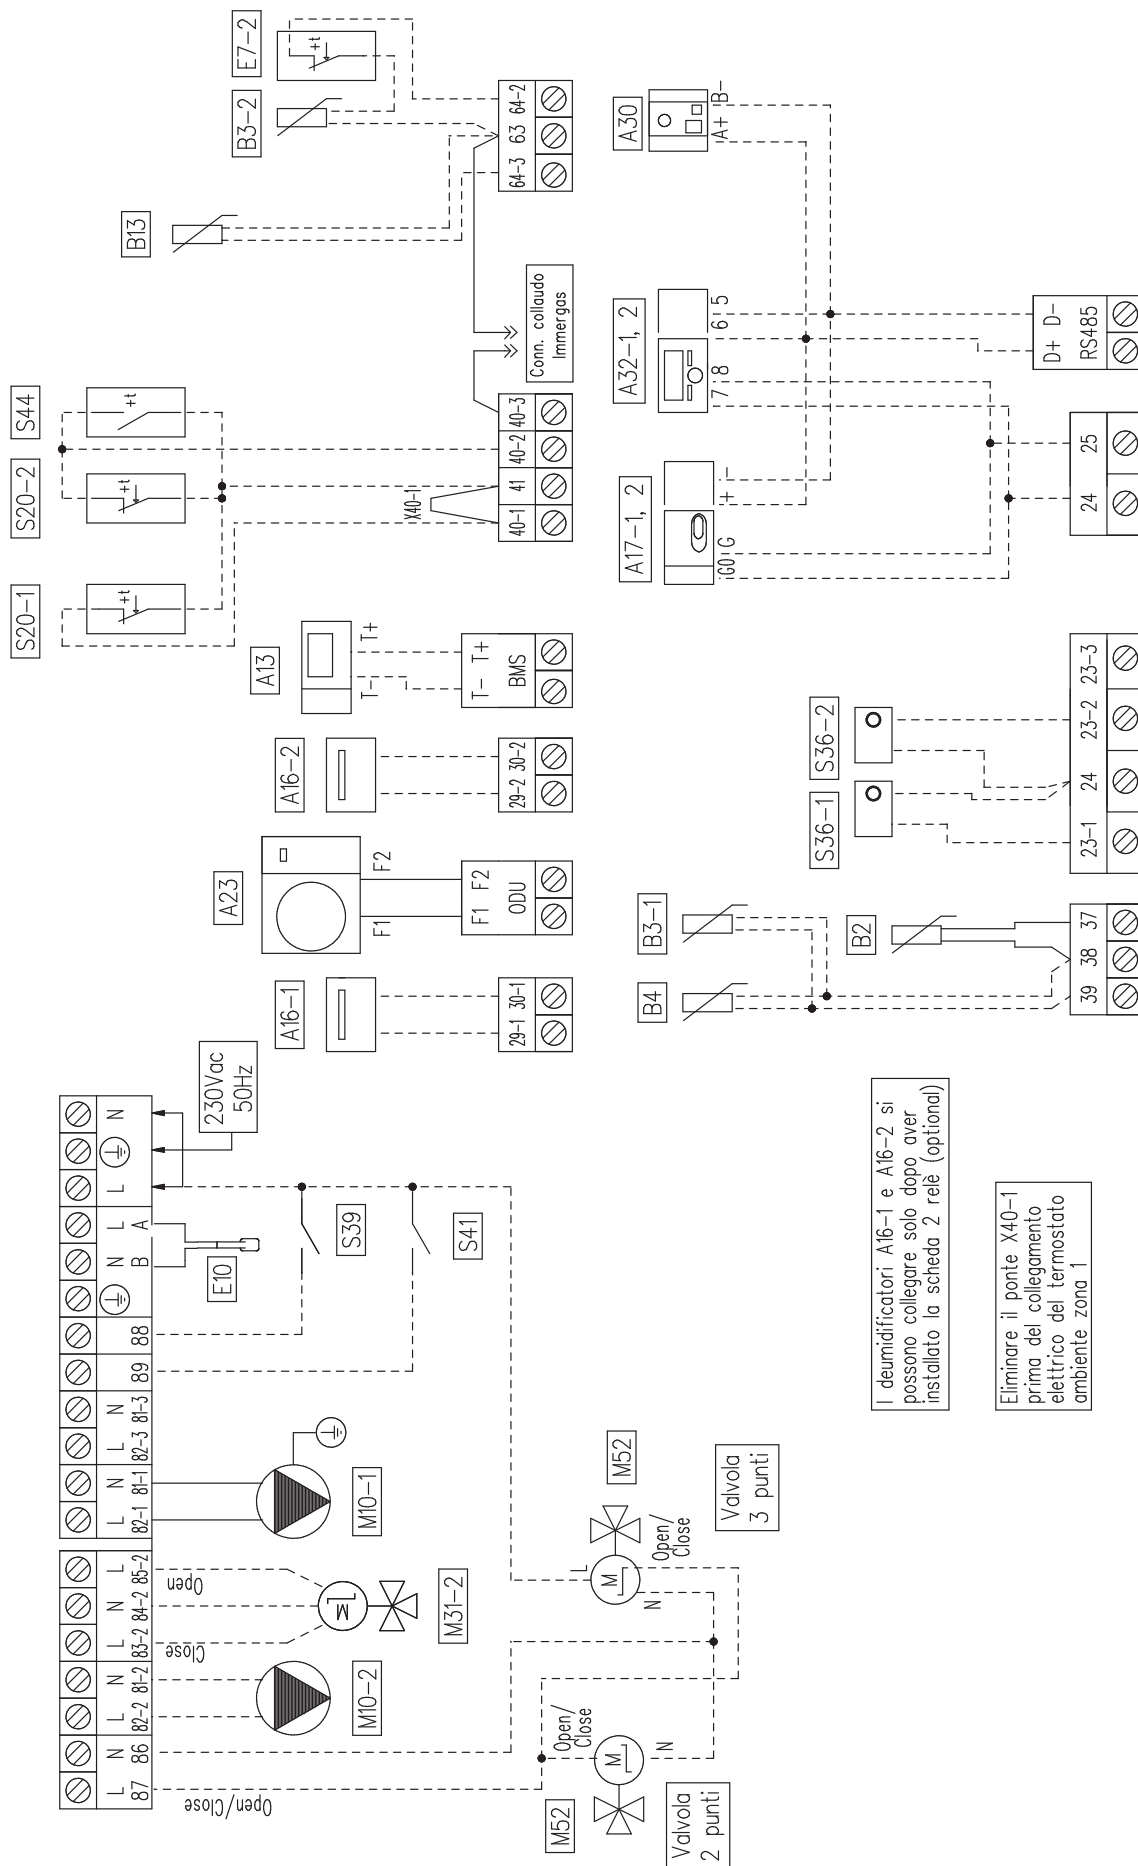 L N ⏚ N L L ⏚ N
87 86 82-2 81-2 83-2 84-2 85-2 82-1 81-1 82-3 81-3 89 88 B A
L N L N L N L L N L N
Open/Close
Close
Open
M10-2
M31-2
M10-1
E10
S39
S41
230Vac
50Hz
M52
Open/
Close
M
N
Valvola
2 punti
M52
L
M
N
Open/
Close
Valvola
3 punti
M
A16-1
29-1 30-1
A23
F1 F2
F1 F2
ODU
A16-2
29-2 30-2
A13
T- T+
T- T+
BMS
S20-1
+t
S20-2
+t
S44
+t
X40-1
40-1 41 40-2 40-3
Conn. collaudo
Immergas
B13
B3-2
E7-2
+t
64-3 63 64-2
I deumidificatori A16-1 e A16-2 si
possono collegare solo dopo aver
installato la scheda 2 relè (optional)
Eliminare il ponte X40-1
prima del collegamento
elettrico del termostato
ambiente zona 1
B4
B3-1
B2
39 38 37
S36-1
S36-2
23-1 24 23-2 23-3
A17-1, 2
G0 G
+ -
A32-1, 2
7 8
6 5
A30
A+ B-
24 25
D+ D-
RS485